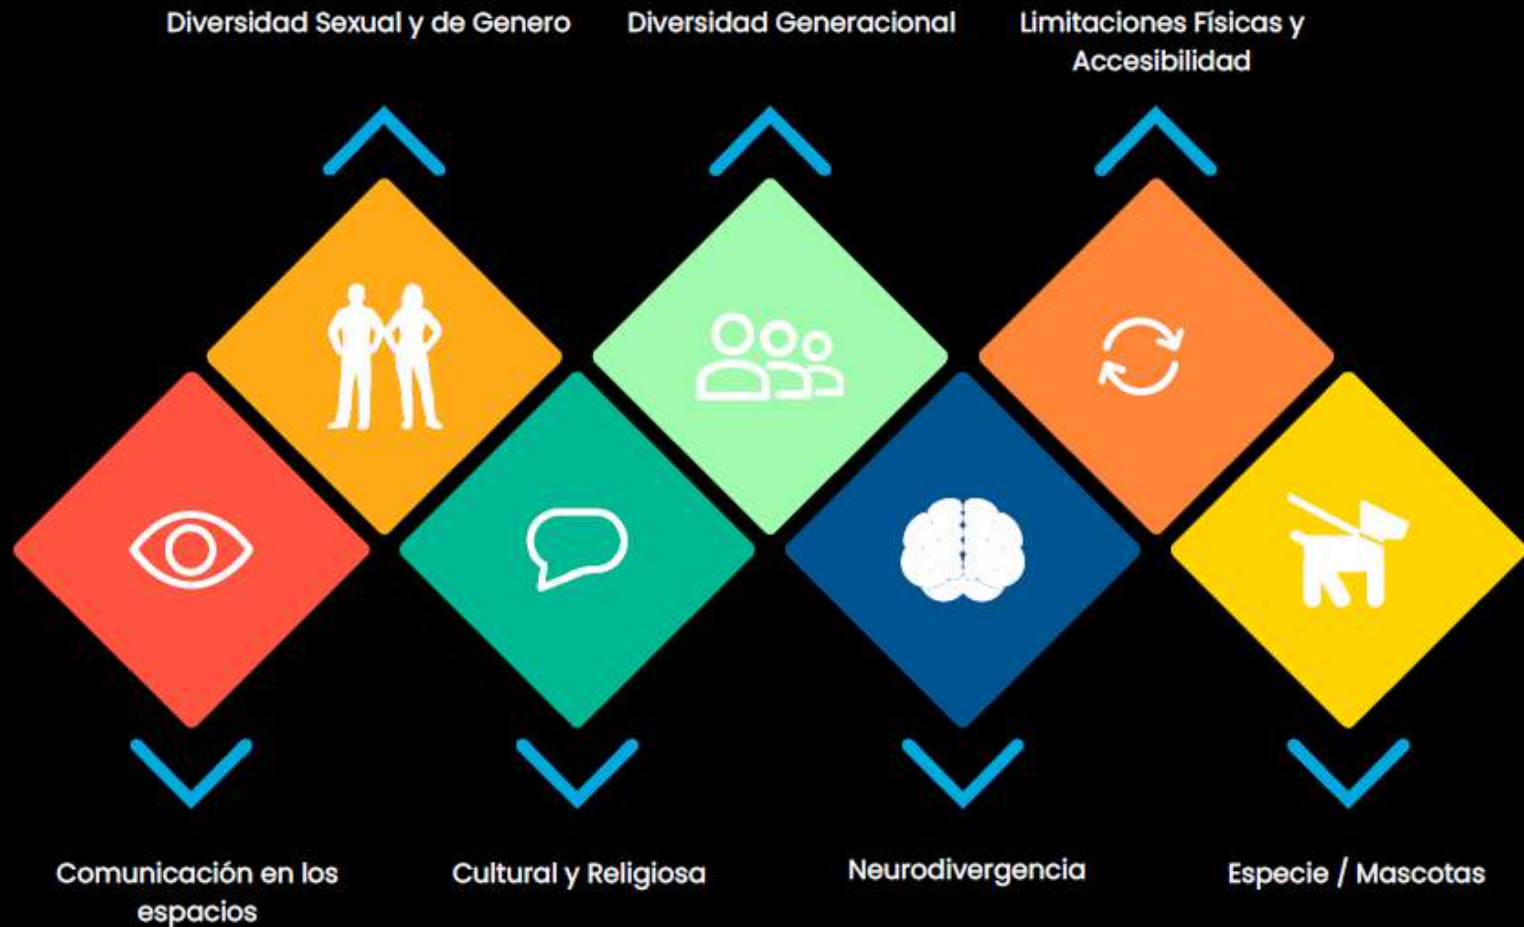 Diversidad Sexual y de Genero
Diversidad Generacional
Limitaciones Físicas y
Accesibilidad
Comunicación en los
espacios
Cultural y Religiosa
Neurodivergencia
Especie / Mascotas